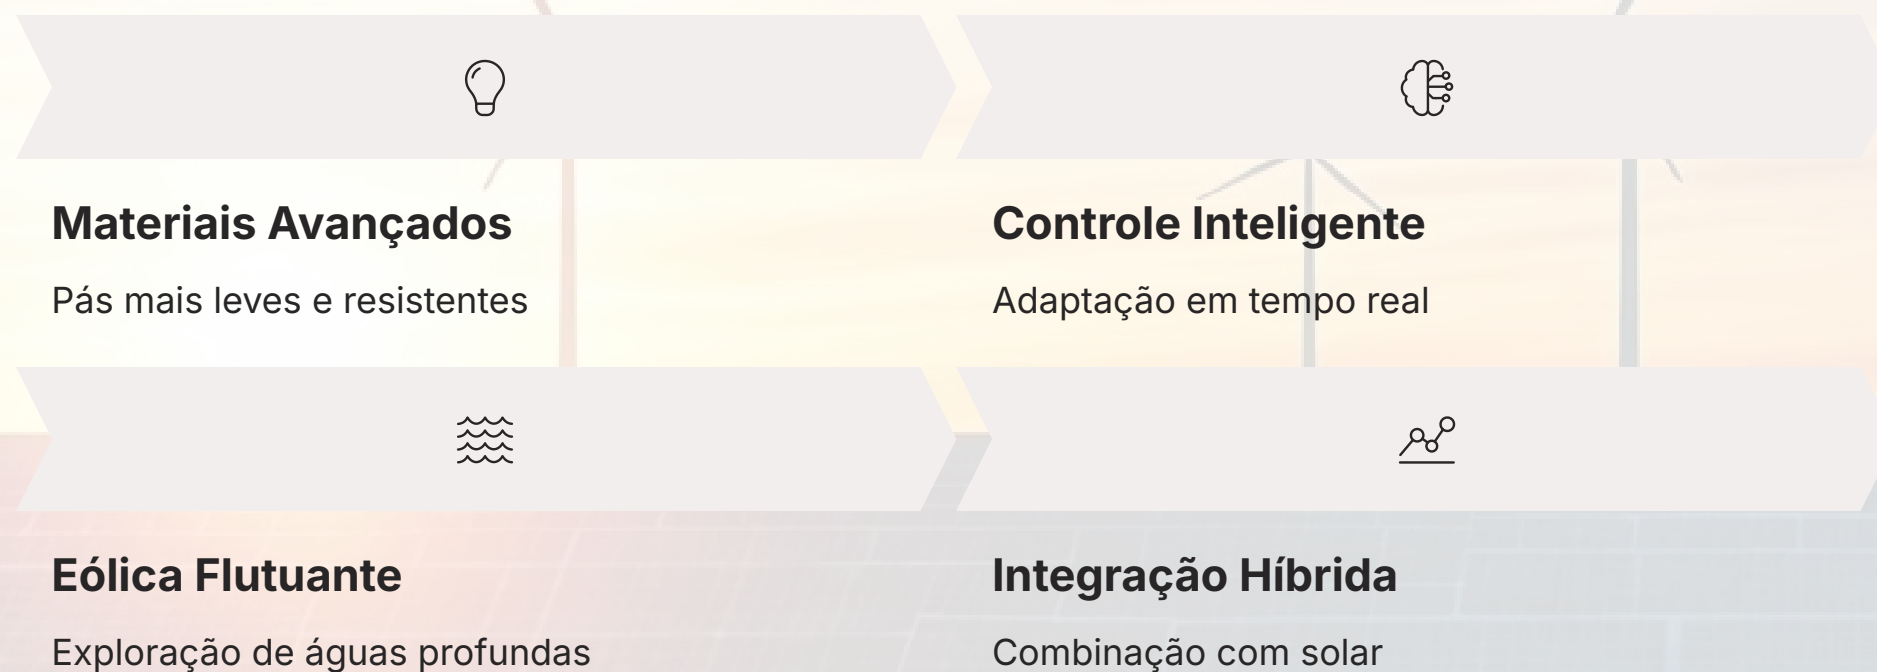 Materiais Avançados
Pás mais leves e resistentes
Controle Inteligente
Adaptação em tempo real
Eólica Flutuante
Exploração de águas profundas
Integração Híbrida
Combinação com solar